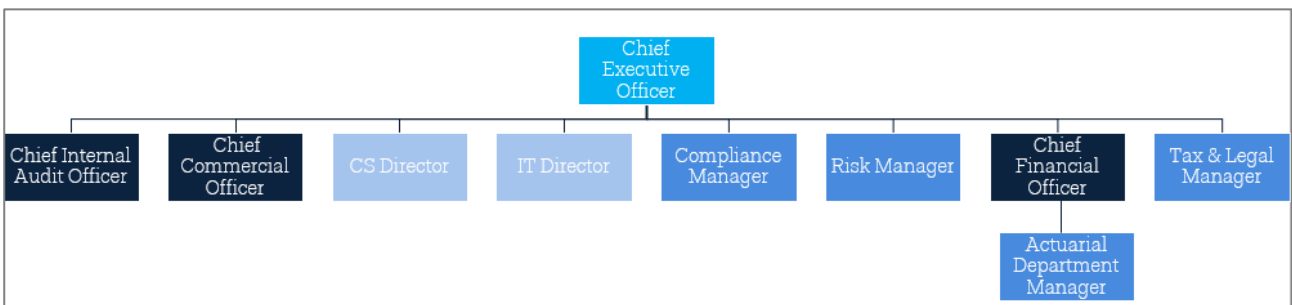 Chief
Executive
Officer
Chief Internal
Audit Officer
Chief
Commercial
Officer
CS Director
IT Director
Compliance
Manager
Risk Manager
Chief
Financial
Officer
Tax & Legal
Manager
Actuarial
Department
Manager